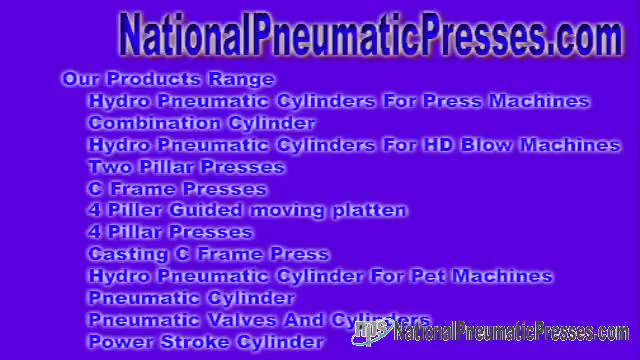 NationalPneumaticPresses.com
Our Products Range
Hydro Pneumatic Cylinders For Press Machines
Combination Cylinder
Hydro Pneumatic Cylinders For HD Blow Machines
Two Pillar Presses
C Frame Presses
4 Piller Guided moving platten
4 Pillar Presses
Casting C Frame Press
Hydro Pneumatic Cylinder For Pet Machines
Pneumatic Cylinder
Pneumatic Valves And Cylinders
NationalPneumaticPresses.com
Power Stroke Cylinder